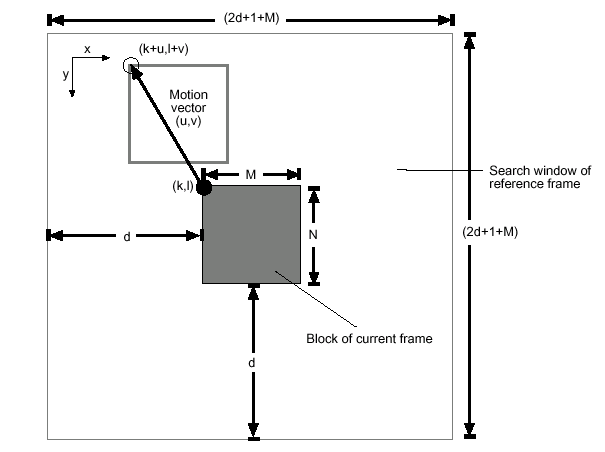 (2d+1+M)
x
(k+u,l+v)
y
Motion
vector
(u,v)
M
(k,l)
Search window of
reference frame
d
N
(2d+1+M)
Block of current frame
d